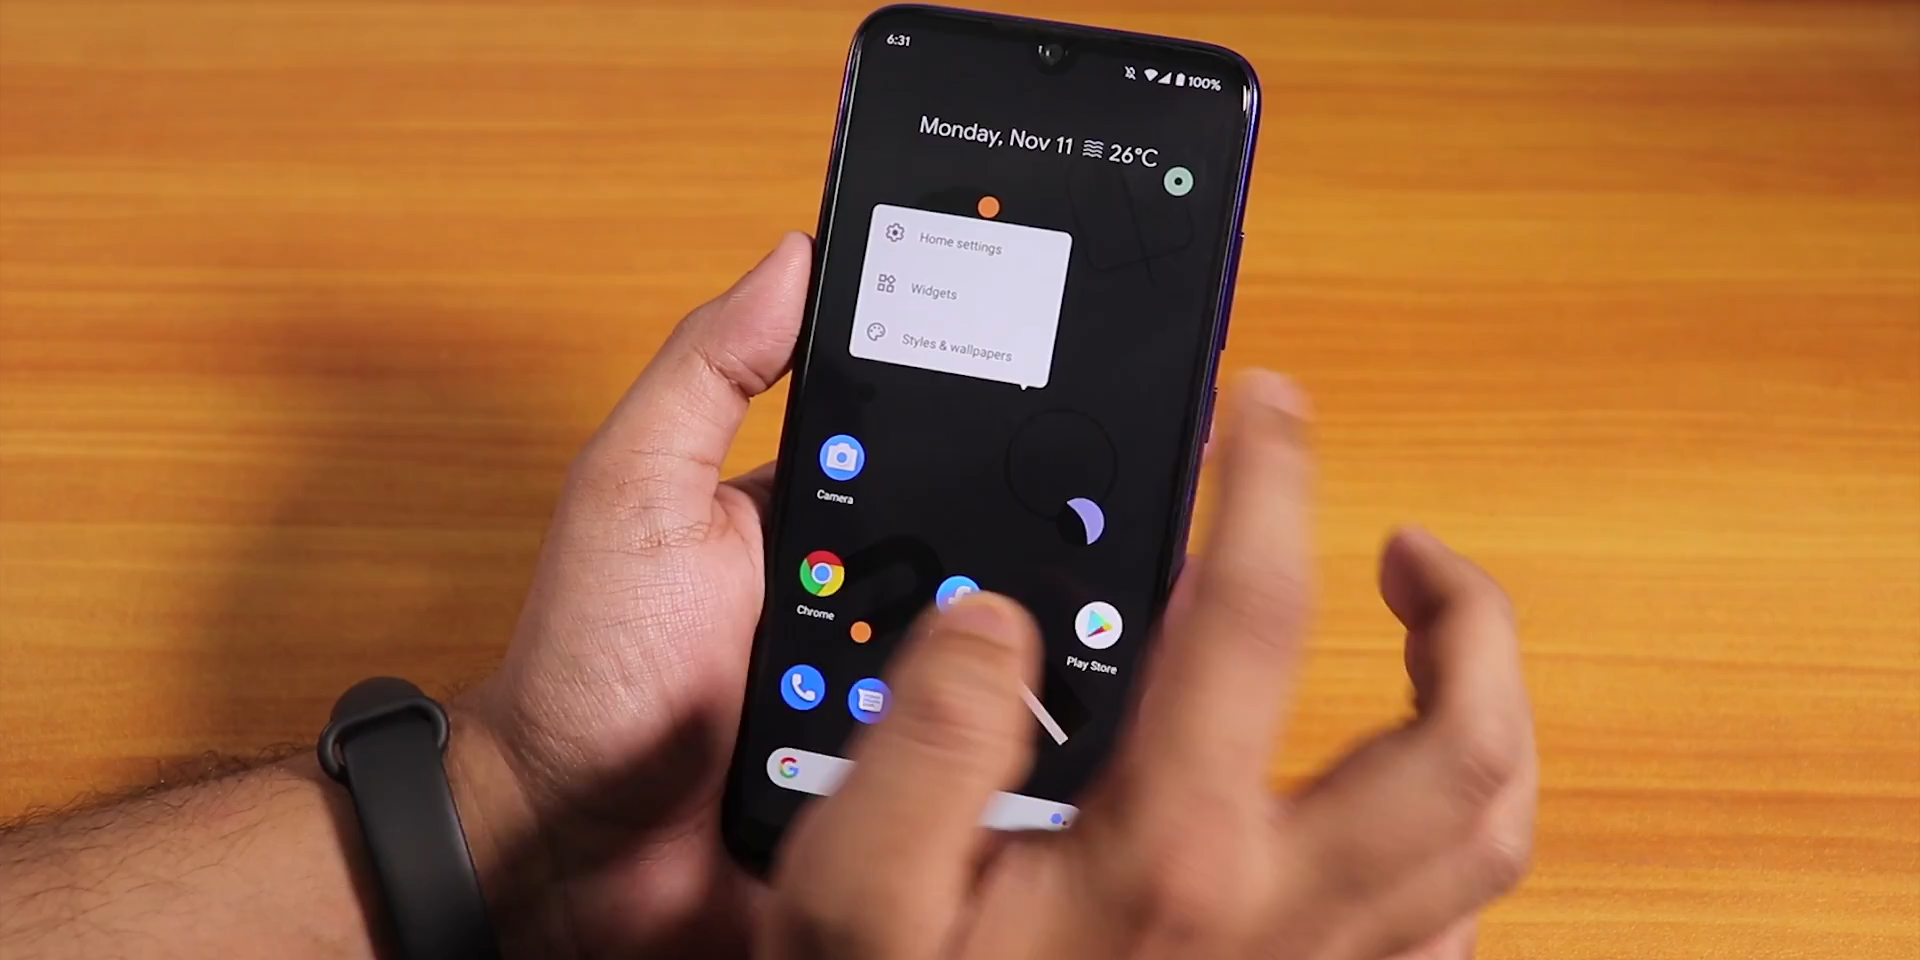 6:31
100%
Monday, Nov 11 26°C
Home settings
Widgets
Styles & wallpapers
Camera
Chrome
Play Store